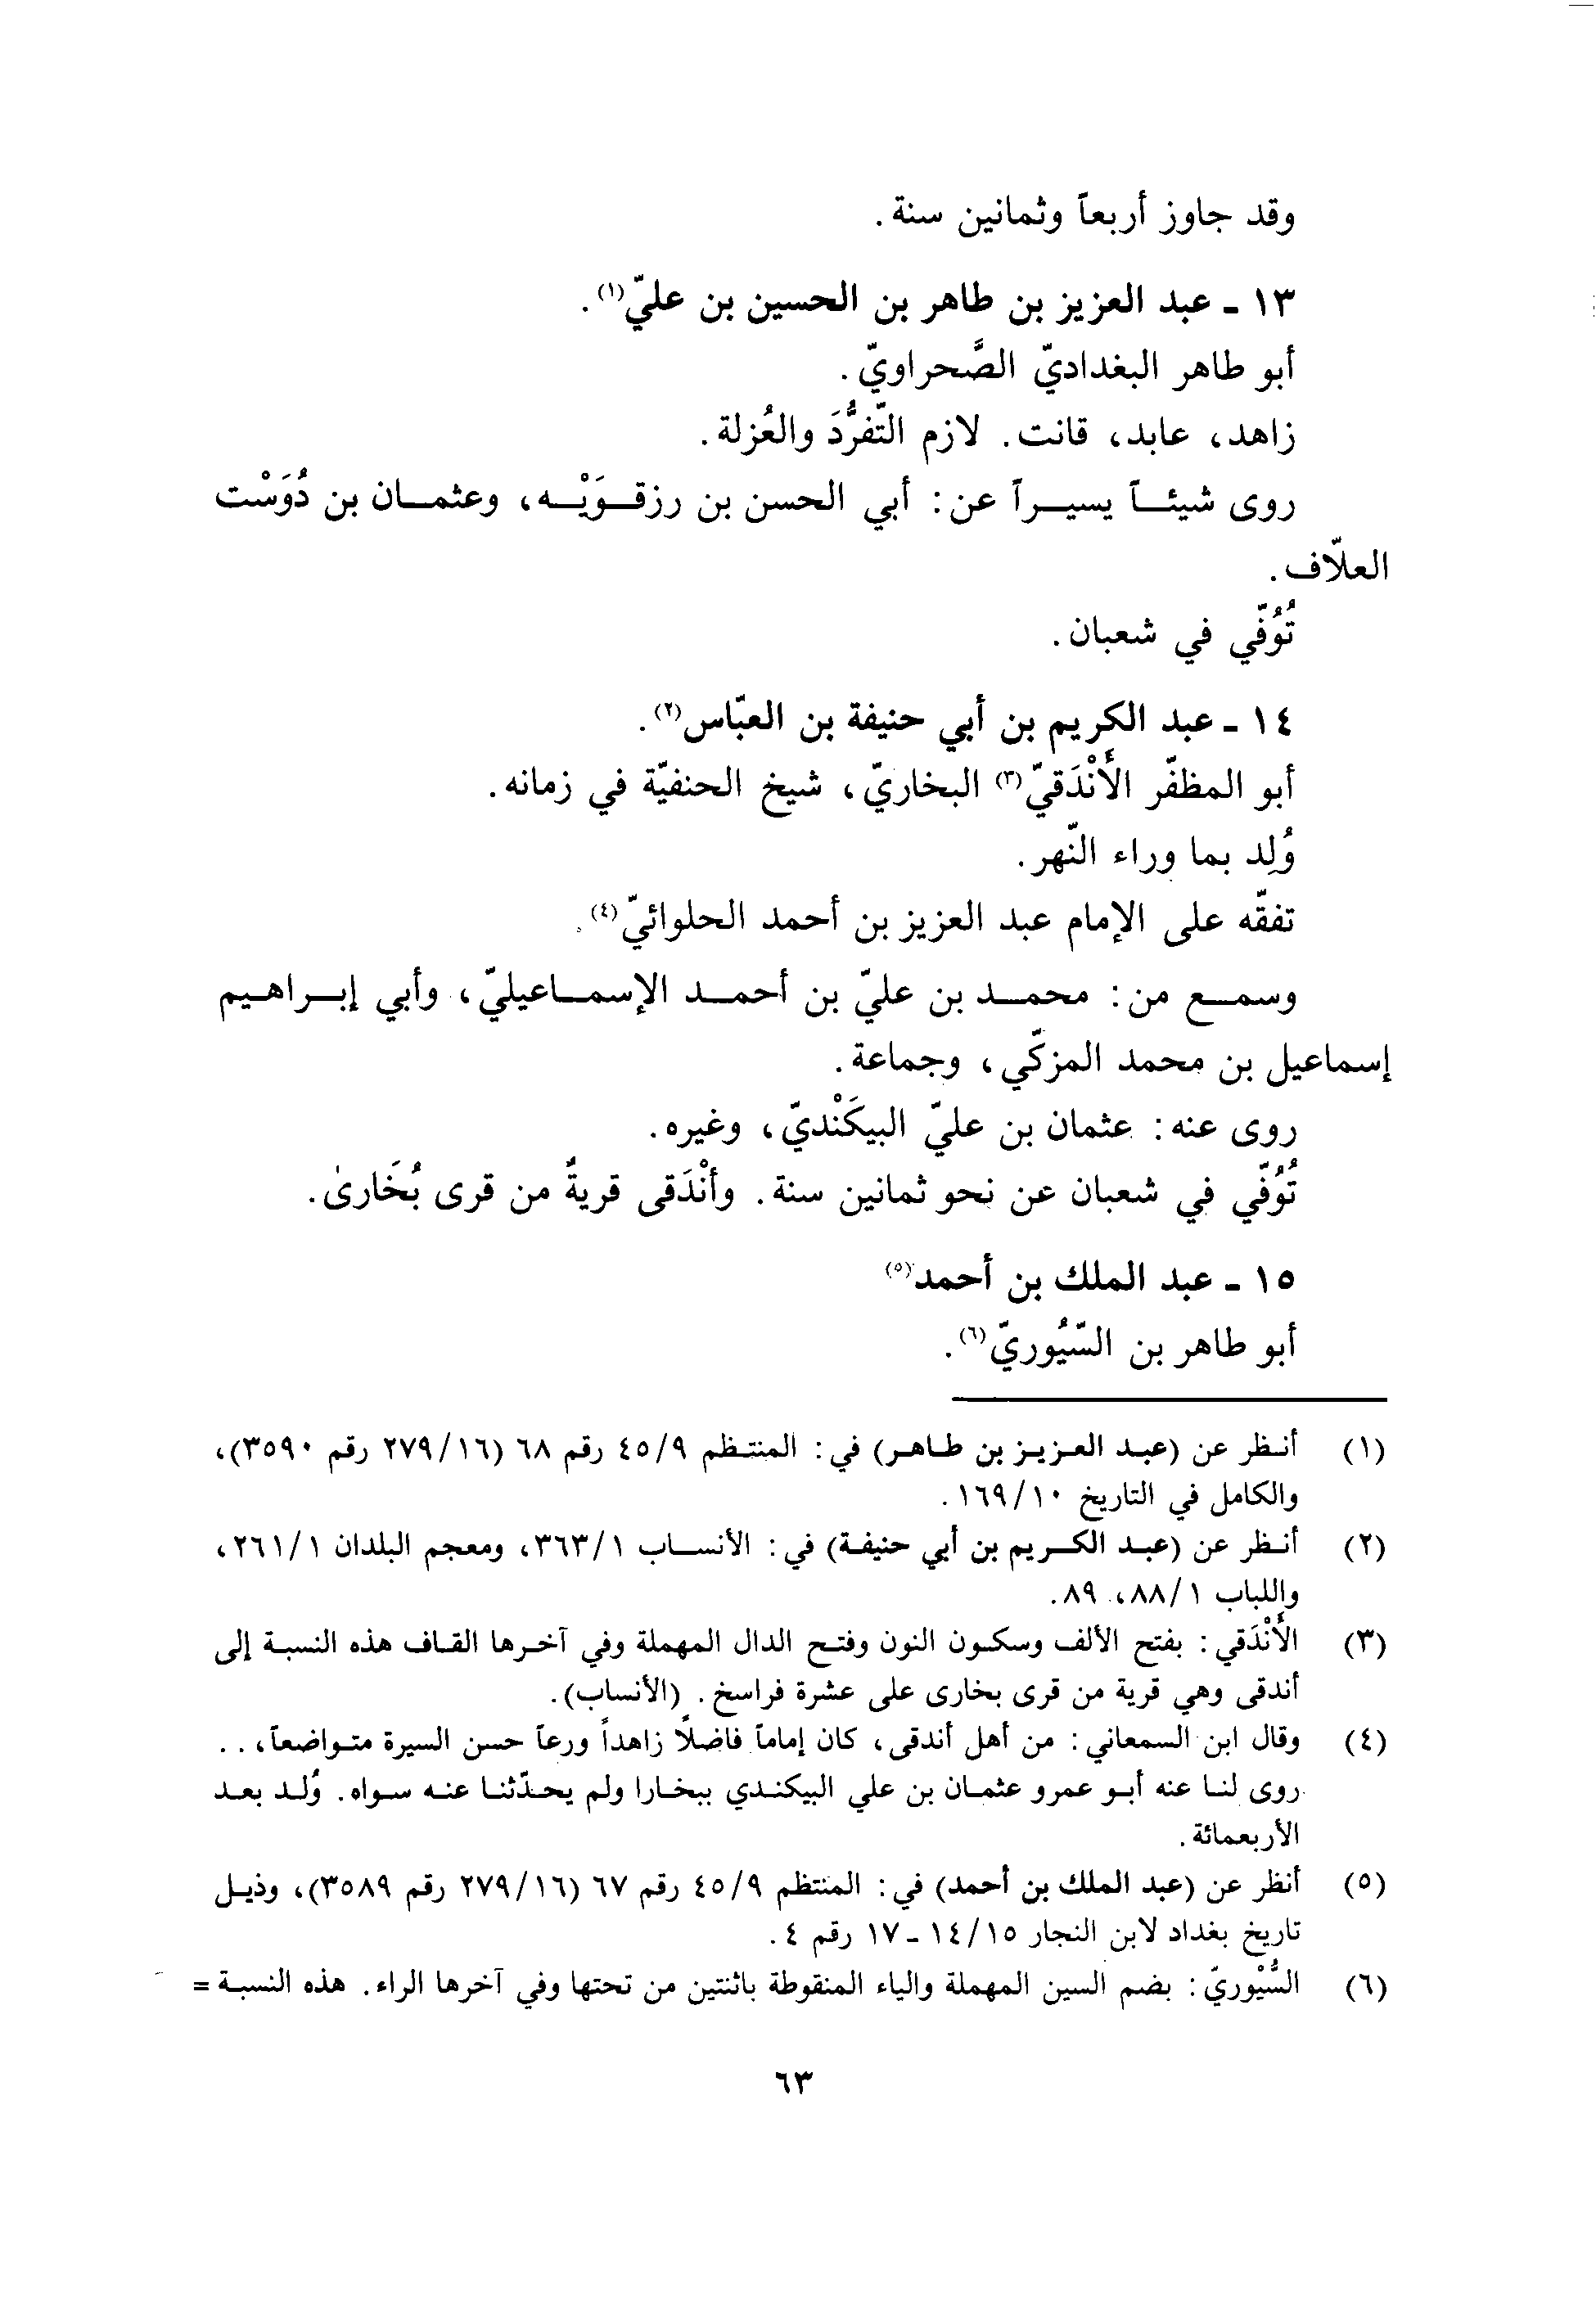 وقد جاوز أربعاً وثمانين سنة.
١٣ ـ عبد العزيز بن طاهر بن الحسين بن عليّ(١).
أبو طاهر البغداديّ الصَّحراويّ.
زاهد، عابد، قانت. لازم التّفرُّدَ والعُزلة.
روى شيئاً يسيراً عن: أبي الحسن بن رزقوَيْه، وعثمان بن دُوَسْت
العلّاف.
تُوُفّي في شعبان.
١٤ ـ عبد الكريم بن أبي حنيفة بن العبّاس(٢).
أبو المظفّر الأَنْدَقيّ(٣) البخاريّ، شيخ الحنفيّة في زمانه.
وُلِد بما وراء النّهر.
تفقّه على الإمام عبد العزيز بن أحمد الحلوائيّ(٤).
وسمع من: محمد بن عليّ بن أحمد الإسماعيليّ، وأبي إبراهيم
إسماعيل بن محمد المزكّي، وجماعة.
روى عنه: عثمان بن عليّ البيكَنْديّ، وغيره.
تُوُفّي في شعبان عن نحو ثمانين سنة. وأنْدَقى قريةٌ من قرى بُخَارىٰ.
١٥ ـ عبد الملك بن أحمد(٥)
أبو طاهر بن السّيُوريّ(٦).
(١) أنظر عن (عبد العزيز بن طاهر) في: المنتظم ٤٥/٩ رقم ٦٨ (٢٧٩/١٦ رقم ٣٥٩٠)،
والكامل في التاريخ ١٦٩/١٠.
(٢) أنظر عن (عبد الكريم بن أبي حنيفة) في: الأنساب ٣٦٣/١، ومعجم البلدان ٢٦١/١،
واللباب ٨٨/١، ٨٩.
(٣) الأَنْدَقي: بفتح الألف وسكون النون وفتح الدال المهملة وفي آخرها القاف هذه النسبة إلى
أندقى وهي قرية من قرى بخارى على عشرة فراسخ. (الأنساب).
(٤) وقال ابن السمعاني: من أهل أندقى، كان إماماً فاضلاً زاهداً ورعاً حسن السيرة متواضعاً،..
روى لنا عنه أبو عمرو عثمان بن علي البيكندي ببخارا ولم يحدّثنا عنه سواه. وُلد بعد
الأربعمائة.
(٥) أنظر عن (عبد الملك بن أحمد) في: المنتظم ٤٥/٩ رقم ٦٧ (٢٧٩/١٦ رقم ٣٥٨٩)، وذيل
تاريخ بغداد لابن النجار ١٤/١٥ ـ ١٧ رقم ٤.
(٦) السُّيْوريّ: بضم السين المهملة والياء المنقوطة باثنتين من تحتها وفي آخرها الراء. هذه النسبة =
٦٣